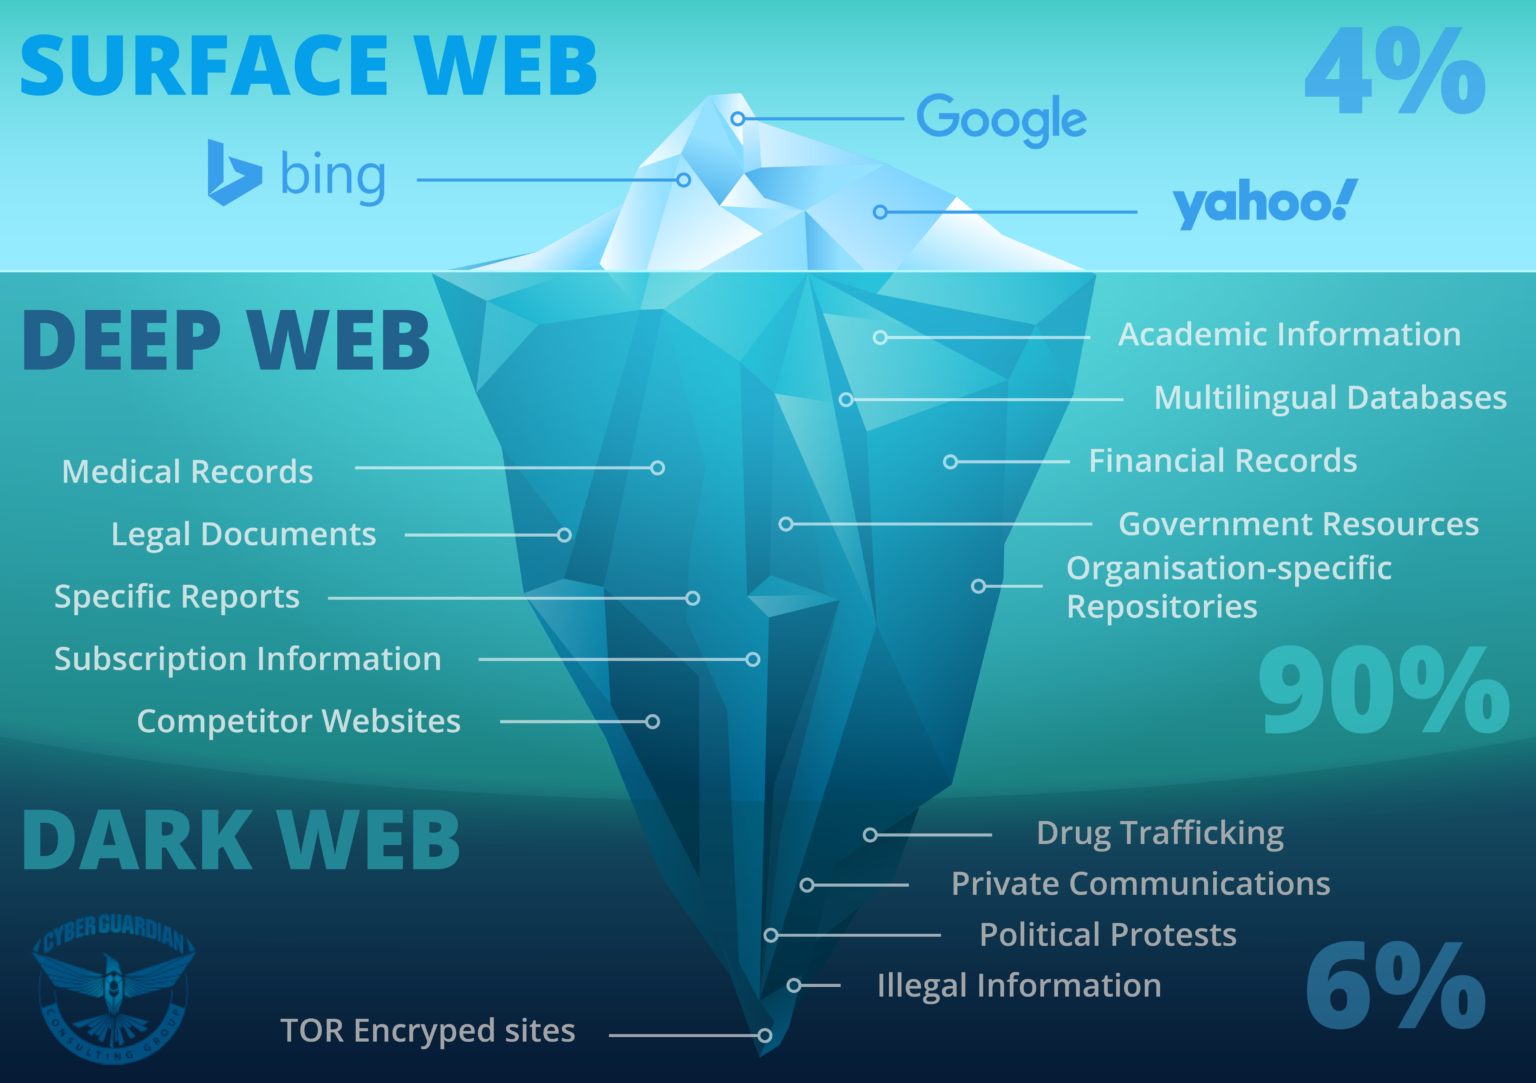 SURFACE WEB
4%
Google
bing
yahoo!
DEEP WEB
Academic Information
Multilingual Databases
Medical Records
Financial Records
Legal Documents
Government Resources
Organisation-specific
Repositories
Specific Reports
Subscription Information
90%
Competitor Websites
DARK WEB
Drug Trafficking
Private Communications
Political Protests
Illegal Information
6%
TOR Encryped sites
CYBER GUARDIAN
CONSULTING GROUP